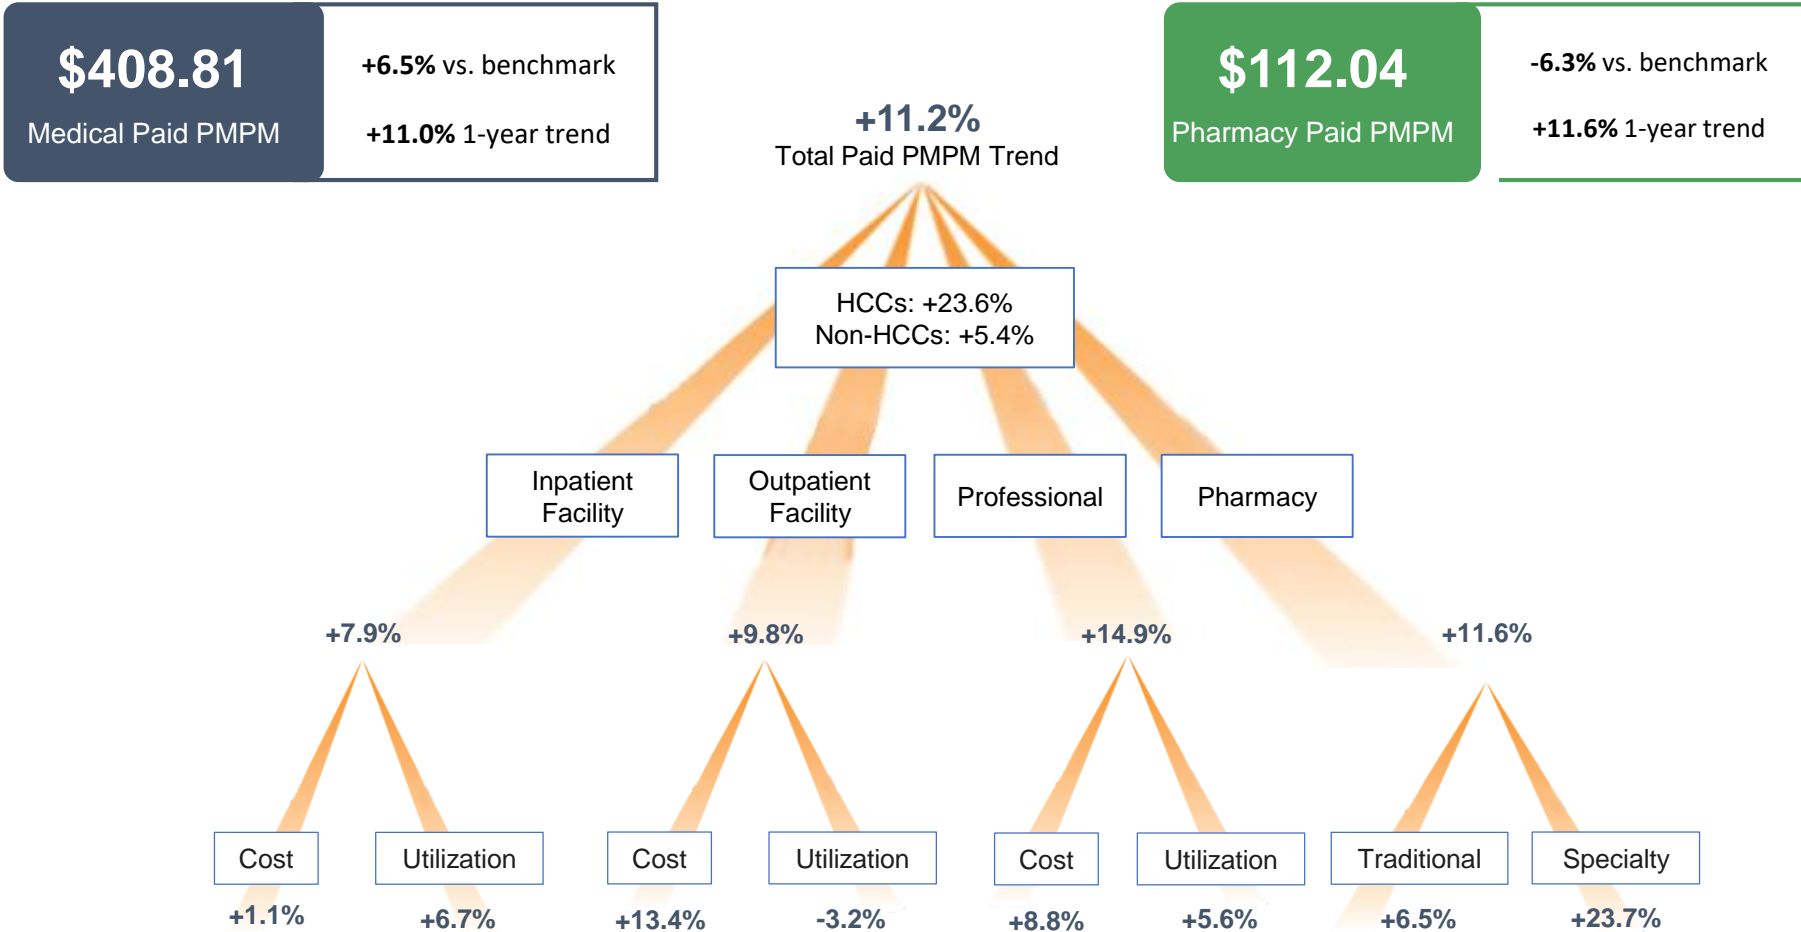 $408.81
Medical Paid PMPM
+6.5% vs. benchmark
+11.0% 1-year trend
+11.2%
Total Paid PMPM Trend
$112.04
Pharmacy Paid PMPM
-6.3% vs. benchmark
+11.6% 1-year trend
HCCs: +23.6%
Non-HCCs: +5.4%
Inpatient
Facility
Outpatient
Facility
Professional
Pharmacy
+7.9%
+9.8%
+14.9%
+11.6%
Cost
Utilization
Cost
Utilization
Cost
Utilization
Traditional
Specialty
+1.1%
+6.7%
+13.4%
-3.2%
+8.8%
+5.6%
+6.5%
+23.7%